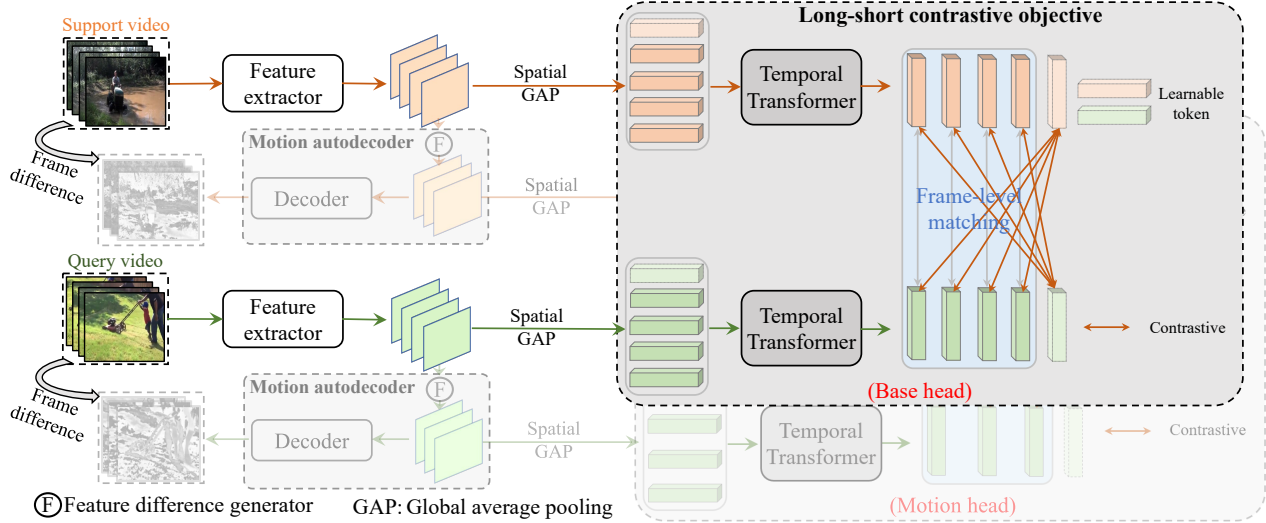 Support video
Long-short contrastive objective
Feature
extractor
Spatial
GAP
Temporal
Transformer
Learnable
token
Frame
difference
Motion autodecoder
F
Decoder
Spatial
GAP
Frame-level
matching
Query video
Feature
extractor
Spatial
GAP
Temporal
Transformer
Contrastive
(Base head)
Frame
difference
Motion autodecoder
F
Decoder
Spatial
GAP
Temporal
Transformer
Contrastive
(Motion head)
F Feature difference generator
GAP: Global average pooling